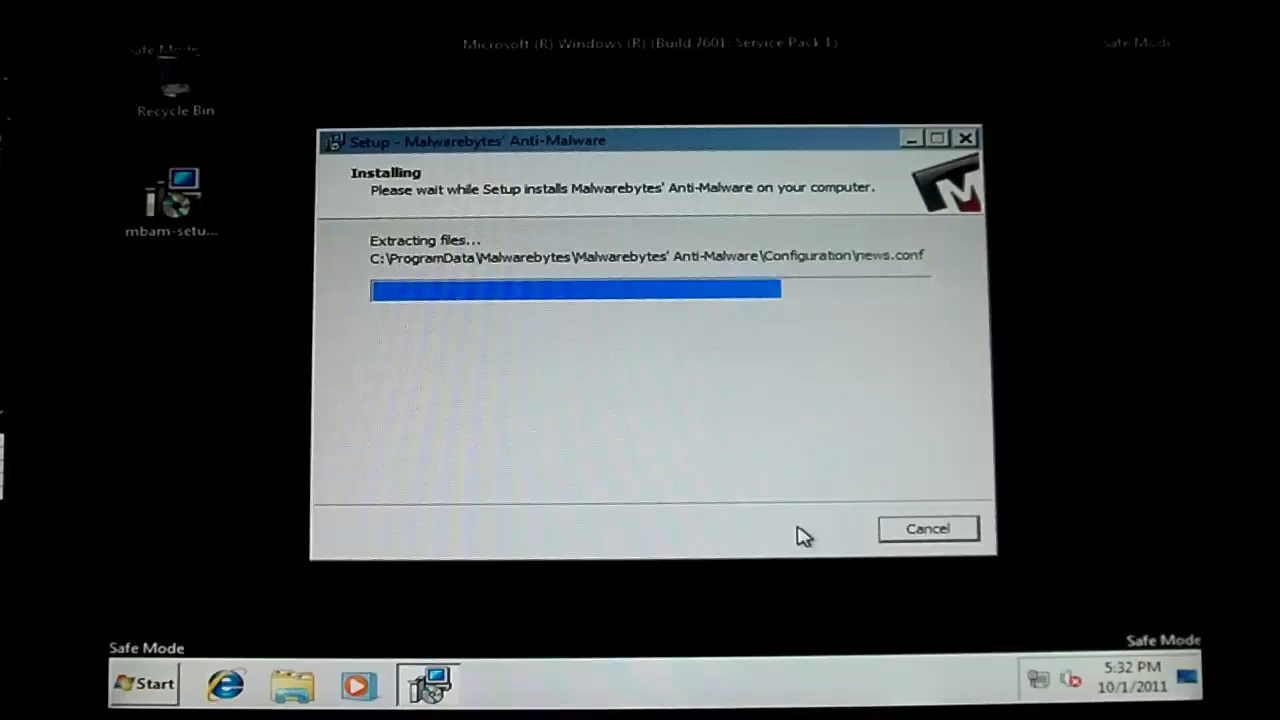 Safe Mode
Microsoft (R) Windows (R) (Build 7601: Service Pack 1)
Safe Mode
Recycle Bin
mbam-setu...
Setup - Malwarebytes' Anti-Malware
Installing
Please wait while Setup installs Malwarebytes' Anti-Malware on your computer.
Extracting files...
C:\ProgramData\Malwarebytes\Malwarebytes' Anti-Malware\Configuration\news.conf
Cancel
Safe Mode
Safe Mode
Start
5:32 PM
10/1/2011